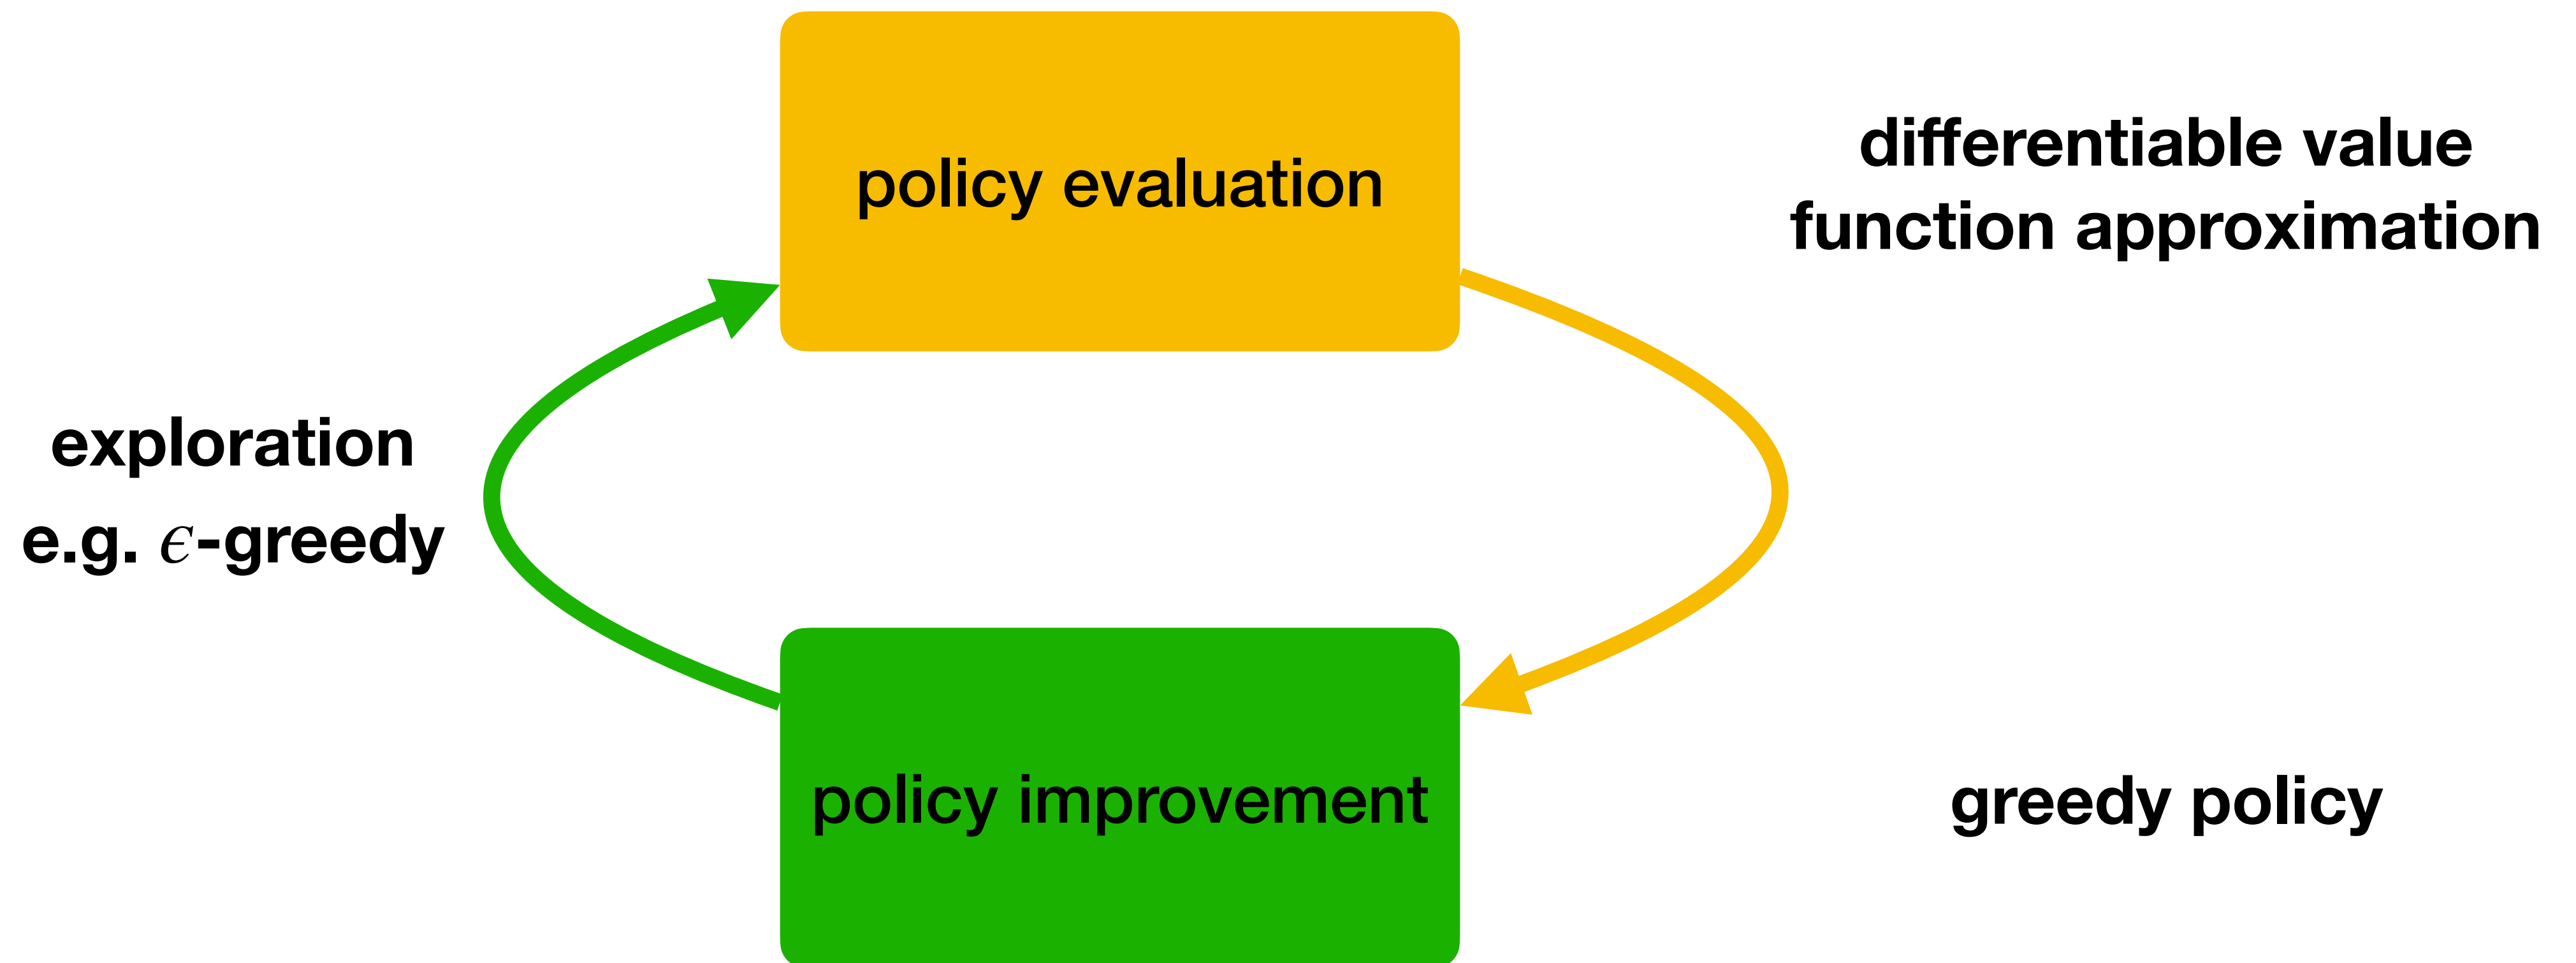 policy evaluation
differentiable value
function approximation
exploration
e.g. ϵ-greedy
policy improvement
greedy policy